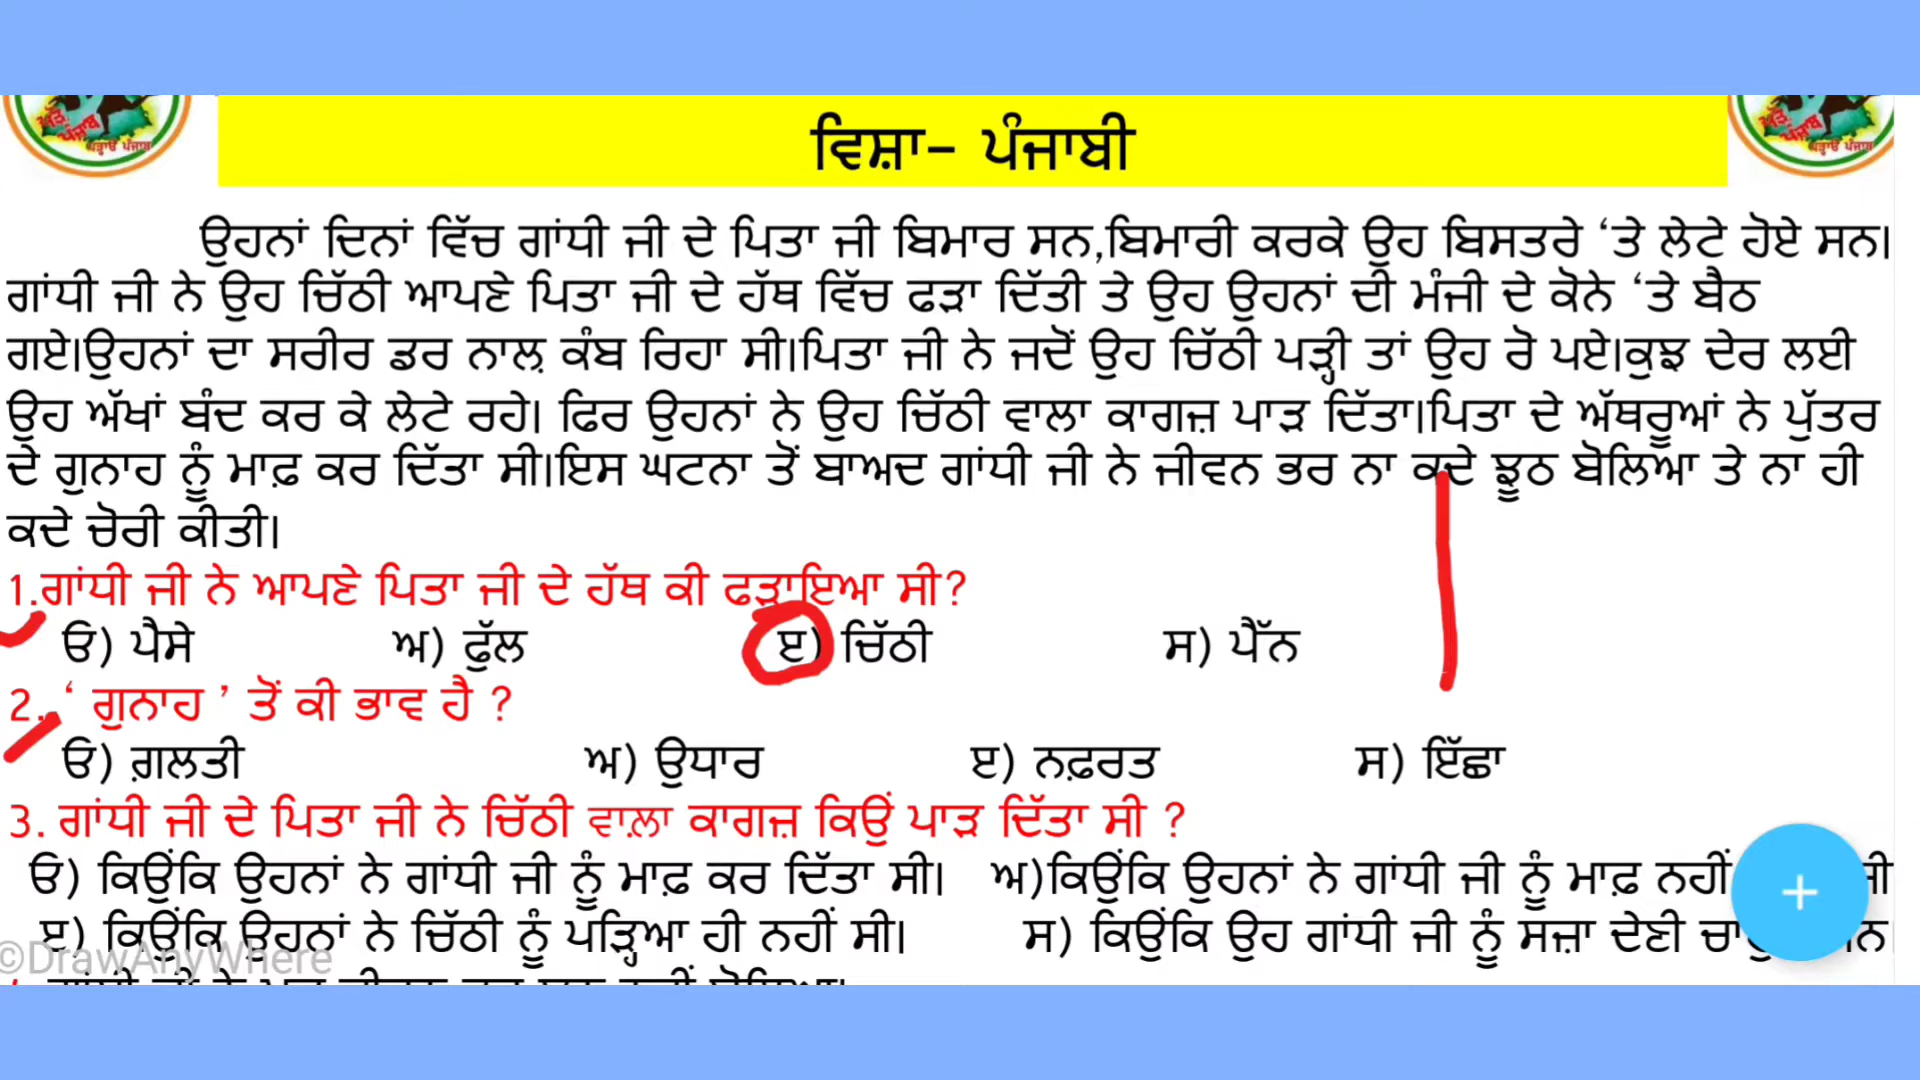 ਵਿਸ਼ਾ– ਪੰਜਾਬੀ
ਪੜ੍ਹਾਓ ਪੰਜਾਬ
ਪੜ੍ਹਾਓ ਪੰਜਾਬ
ਉਹਨਾਂ ਦਿਨਾਂ ਵਿੱਚ ਗਾਂਧੀ ਜੀ ਦੇ ਪਿਤਾ ਜੀ ਬਿਮਾਰ ਸਨ,ਬਿਮਾਰੀ ਕਰਕੇ ਉਹ ਬਿਸਤਰੇ ‘ਤੇ ਲੇਟੇ ਹੋਏ ਸਨ।
ਗਾਂਧੀ ਜੀ ਨੇ ਉਹ ਚਿੱਠੀ ਆਪਣੇ ਪਿਤਾ ਜੀ ਦੇ ਹੱਥ ਵਿੱਚ ਫੜਾ ਦਿੱਤੀ ਤੇ ਉਹ ਉਹਨਾਂ ਦੀ ਮੰਜੀ ਦੇ ਕੋਨੇ ‘ਤੇ ਬੈਠ
ਗਏ।ਉਹਨਾਂ ਦਾ ਸਰੀਰ ਡਰ ਨਾਲ਼ ਕੰਬ ਰਿਹਾ ਸੀ।ਪਿਤਾ ਜੀ ਨੇ ਜਦੋਂ ਉਹ ਚਿੱਠੀ ਪੜ੍ਹੀ ਤਾਂ ਉਹ ਰੋ ਪਏ।ਕੁਝ ਦੇਰ ਲਈ
ਉਹ ਅੱਖਾਂ ਬੰਦ ਕਰ ਕੇ ਲੇਟੇ ਰਹੇ। ਫਿਰ ਉਹਨਾਂ ਨੇ ਉਹ ਚਿੱਠੀ ਵਾਲਾ ਕਾਗਜ਼ ਪਾੜ ਦਿੱਤਾ।ਪਿਤਾ ਦੇ ਅੱਥਰੂਆਂ ਨੇ ਪੁੱਤਰ
ਦੇ ਗੁਨਾਹ ਨੂੰ ਮਾਫ਼ ਕਰ ਦਿੱਤਾ ਸੀ।ਇਸ ਘਟਨਾ ਤੋਂ ਬਾਅਦ ਗਾਂਧੀ ਜੀ ਨੇ ਜੀਵਨ ਭਰ ਨਾ ਕਦੇ ਝੂਠ ਬੋਲਿਆ ਤੇ ਨਾ ਹੀ
ਕਦੇ ਚੋਰੀ ਕੀਤੀ।
1.ਗਾਂਧੀ ਜੀ ਨੇ ਆਪਣੇ ਪਿਤਾ ਜੀ ਦੇ ਹੱਥ ਕੀ ਫੜਾਇਆ ਸੀ?
ਓ) ਪੈਸੇ ਅ) ਫੁੱਲ ੲ) ਚਿੱਠੀ ਸ) ਪੈੱਨ
2. ‘ ਗੁਨਾਹ ’ ਤੋਂ ਕੀ ਭਾਵ ਹੈ ?
ਓ) ਗ਼ਲਤੀ ਅ) ਉਧਾਰ ੲ) ਨਫ਼ਰਤ ਸ) ਇੱਛਾ
3. ਗਾਂਧੀ ਜੀ ਦੇ ਪਿਤਾ ਜੀ ਨੇ ਚਿੱਠੀ ਵਾਲ਼ਾ ਕਾਗਜ਼ ਕਿਉਂ ਪਾੜ ਦਿੱਤਾ ਸੀ ?
ਓ) ਕਿਉਂਕਿ ਉਹਨਾਂ ਨੇ ਗਾਂਧੀ ਜੀ ਨੂੰ ਮਾਫ਼ ਕਰ ਦਿੱਤਾ ਸੀ। ਅ)ਕਿਉਂਕਿ ਉਹਨਾਂ ਨੇ ਗਾਂਧੀ ਜੀ ਨੂੰ ਮਾਫ਼ ਨਹੀਂ
ੲ) ਕਿਉਂਕਿ ਉਹਨਾਂ ਨੇ ਚਿੱਠੀ ਨੂੰ ਪੜ੍ਹਿਆ ਹੀ ਨਹੀਂ ਸੀ। ਸ) ਕਿਉਂਕਿ ਉਹ ਗਾਂਧੀ ਜੀ ਨੂੰ ਸਜ਼ਾ ਦੇਣੀ
©DrawAnyWhere